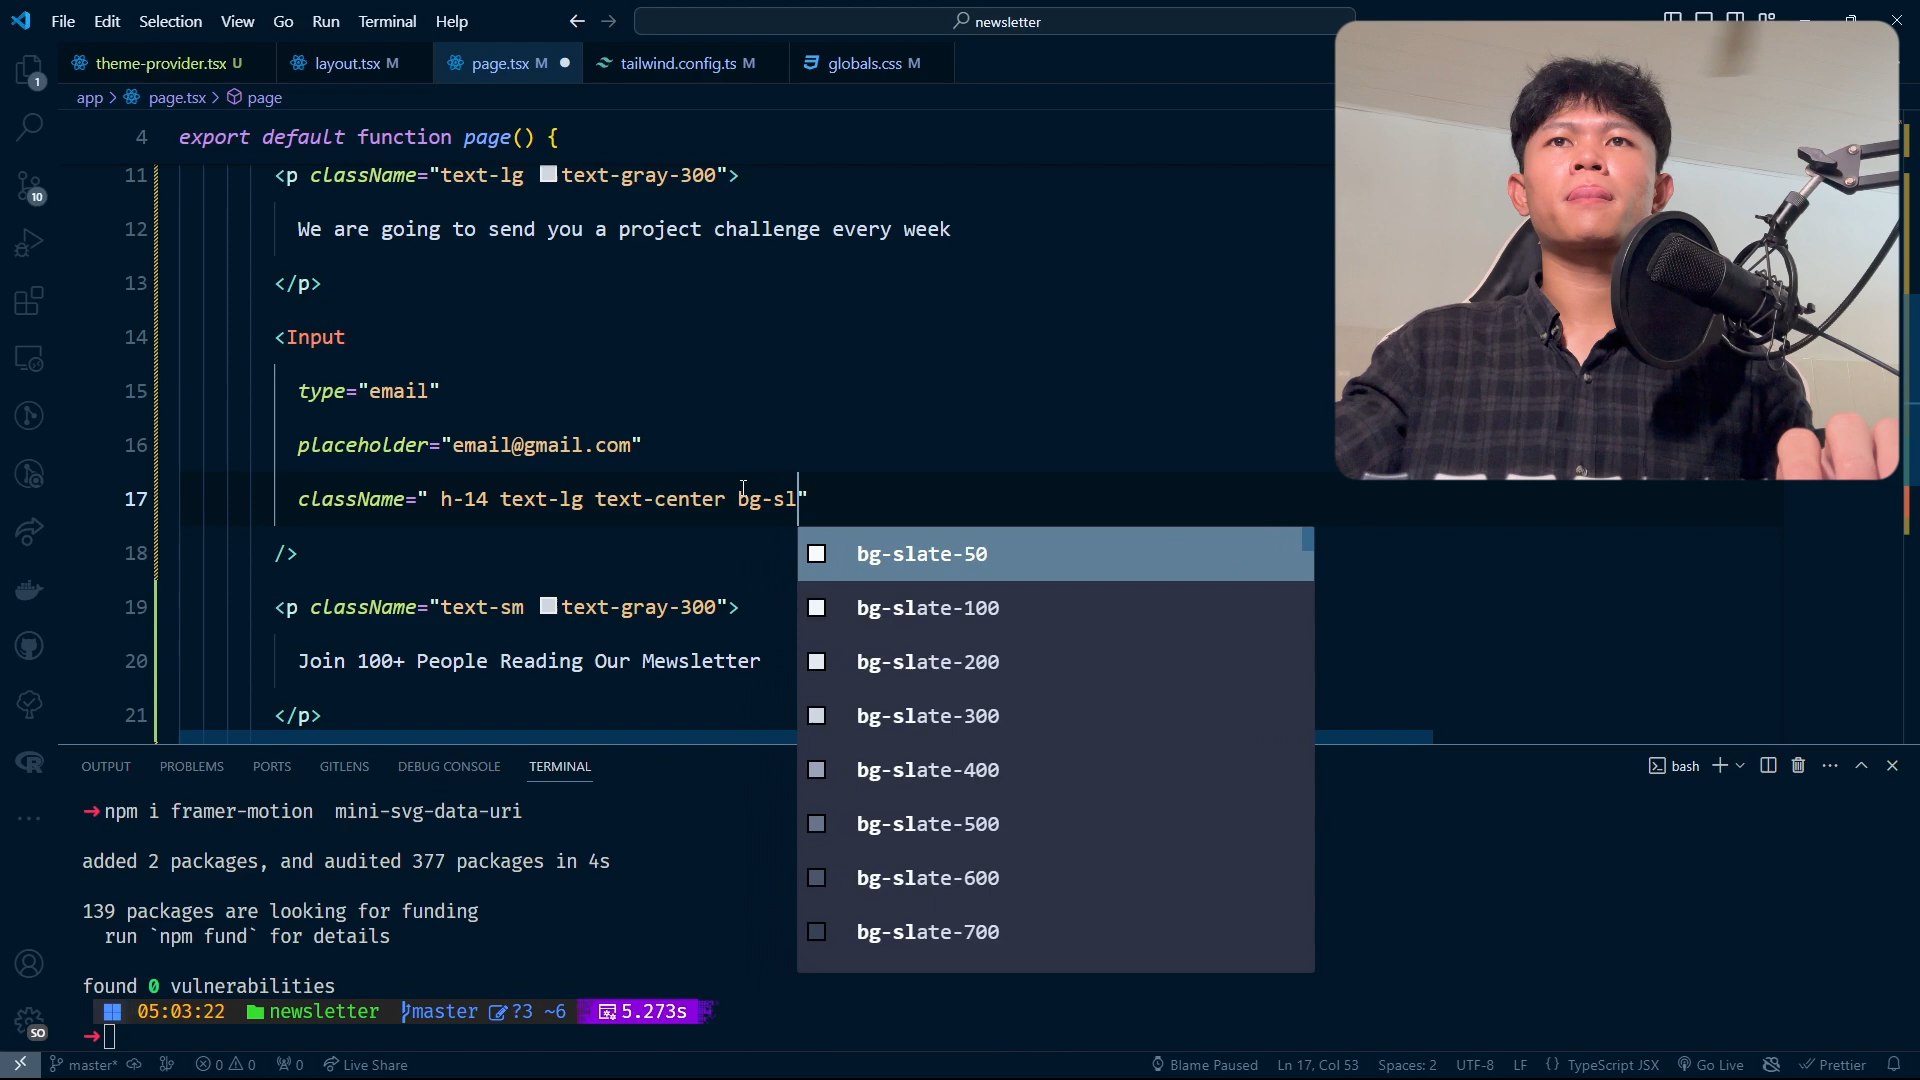 File Edit Selection View Go Run Terminal Help
newsletter
theme-provider.tsx U
layout.tsx M
page.tsx M
tailwind.config.ts M
globals.css M
app > page.tsx > page
4 export default function page() {
11 <p className="text-lg text-gray-300">
12 We are going to send you a project challenge every week
13 </p>
14 <Input
15 type="email"
16 placeholder="email@gmail.com"
17 className=" h-14 text-lg text-center bg-sl"
18 />
19 <p className="text-sm text-gray-300">
20 Join 100+ People Reading Our Mewsletter
21 </p>
bg-slate-50
bg-slate-100
bg-slate-200
bg-slate-300
bg-slate-400
bg-slate-500
bg-slate-600
bg-slate-700
1
10
SO
OUTPUT PROBLEMS PORTS GITLENS DEBUG CONSOLE TERMINAL
bash
npm i framer-motion mini-svg-data-uri
added 2 packages, and audited 377 packages in 4s
139 packages are looking for funding
run `npm fund` for details
found 0 vulnerabilities
05:03:22 newsletter master ?3 ~6 5.273s
master* 0 0 0 Live Share
Blame Paused Ln 17, Col 53 Spaces: 2 UTF-8 LF {} TypeScript JSX Go Live Prettier